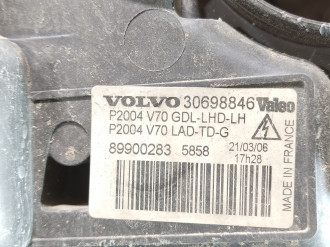 VOLVO 30698846 Valeo
P2004 V70 GDL-LHD-LH
P2004 V70 LAD-TD-G
89900283 5858
21/03/06
17h28
MADE IN FRANCE